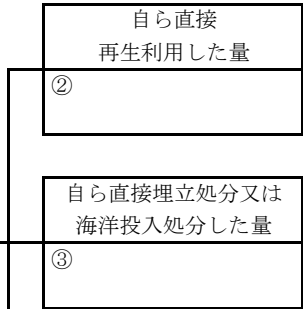 自ら直接
再生利用した量
②
自ら直接埋立処分又は
海洋投入処分した量
③